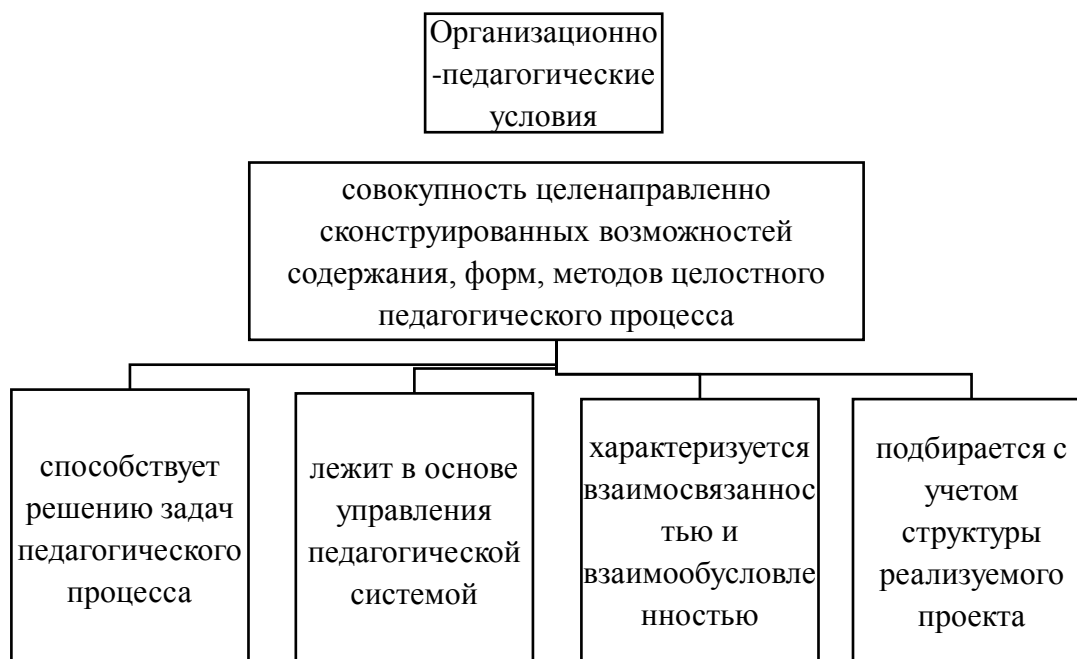 Организационно
-педагогические
условия
совокупность целенаправленно
сконструированных возможностей
содержания, форм, методов целостного
педагогического процесса
способствует
решению задач
педагогического
процесса
лежит в основе
управления
педагогической
системой
характеризуется
взаимосвязаннос
тью и
взаимообусловле
нностью
подбирается с
учетом
структуры
реализуемого
проекта